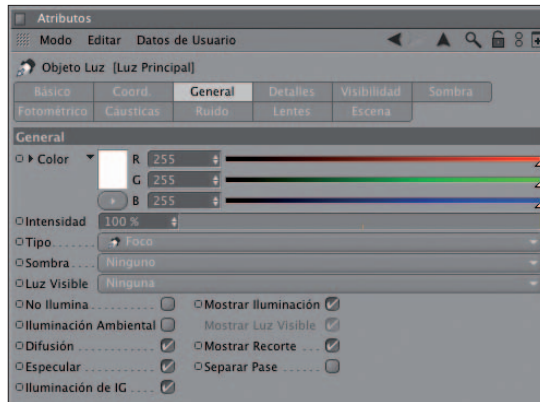 Atributos
Modo Editar Datos de Usuario
Objeto Luz [Luz Principal]
Básico Coord. General Detalles Visibilidad Sombra
Fotométrico Cáusticas Ruido Lentes Escena
General
Color R 255
G 255
B 255
Intensidad 100 %
Tipo Foco
Sombra Ninguno
Luz Visible Ninguna
No Ilumina Mostrar Iluminación
Iluminación Ambiental Mostrar Luz Visible
Difusión Mostrar Recorte
Especular Separar Pase
Iluminación de IG